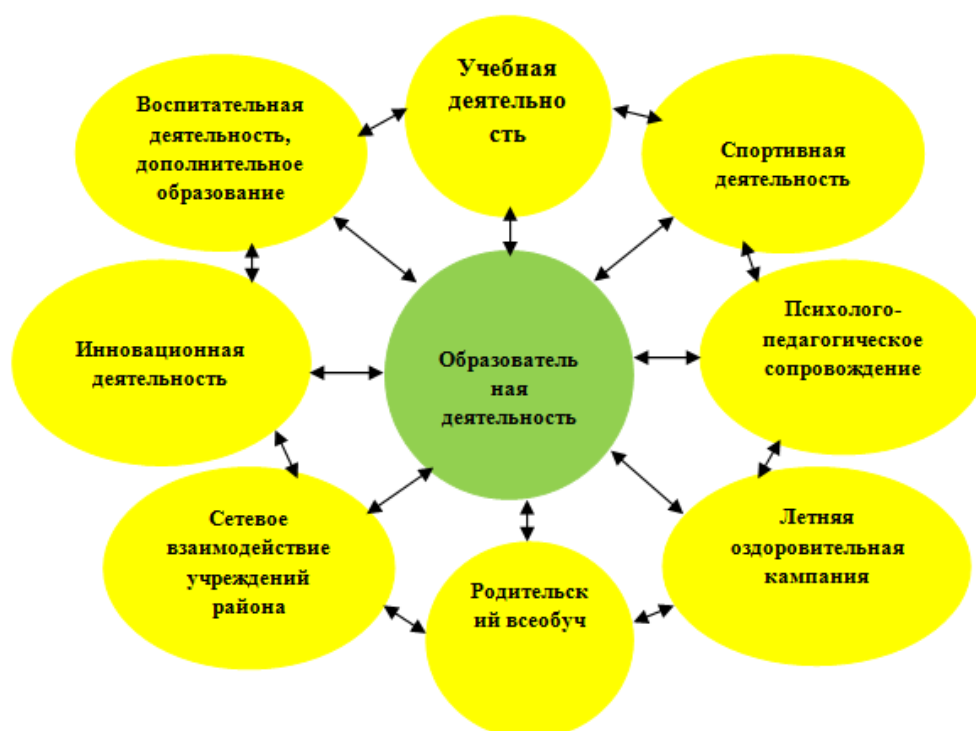 Учебная
деятельно
сть
Воспитательная
деятельность,
дополнительное
образование
Спортивная
деятельность
Психолого-
педагогическое
сопровождение
Инновационная
деятельность
Образователь
ная
деятельность
Сетевое
взаимодействие
учреждений
района
Летняя
оздоровительная
кампания
Родительск
ий всеобуч